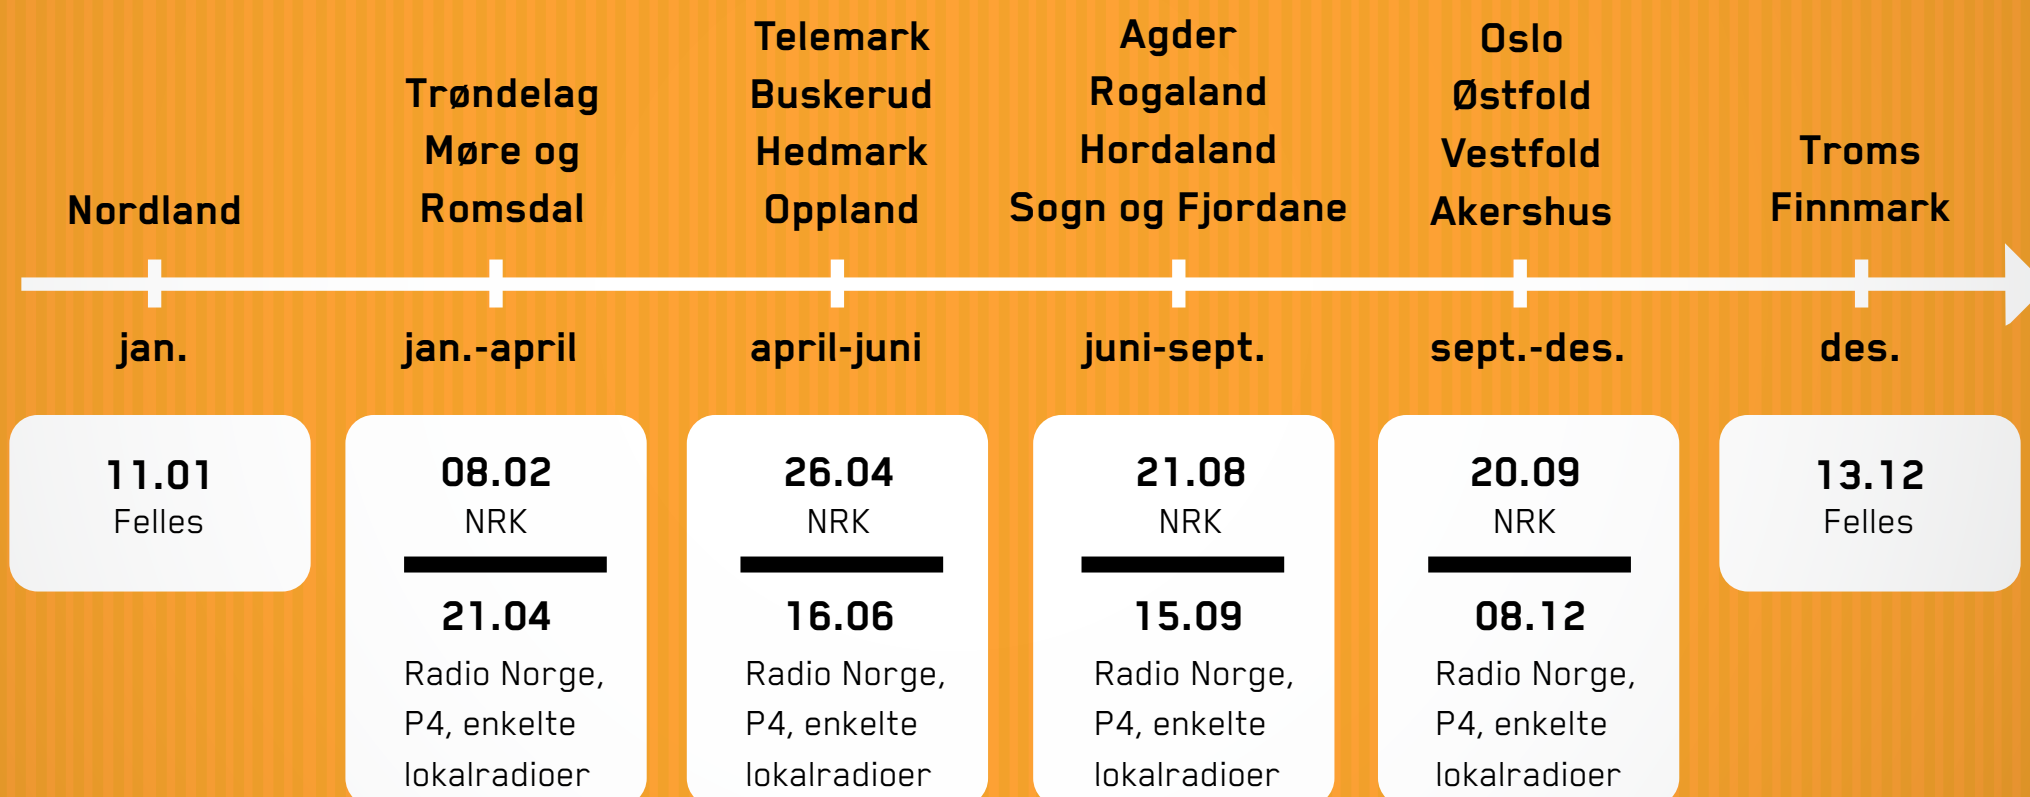 Nordland
jan.
11.01
Felles
Trøndelag
Møre og
Romsdal
jan.-april
08.02
NRK
21.04
Radio Norge,
P4, enkelte
lokalradioer
Telemark
Buskerud
Hedmark
Oppland
april-juni
26.04
NRK
16.06
Radio Norge,
P4, enkelte
lokalradioer
Agder
Rogaland
Hordaland
Sogn og Fjordane
juni-sept.
21.08
NRK
15.09
Radio Norge,
P4, enkelte
lokalradioer
Oslo
Østfold
Vestfold
Akershus
sept.-des.
20.09
NRK
08.12
Radio Norge,
P4, enkelte
lokalradioer
Troms
Finnmark
des.
13.12
Felles